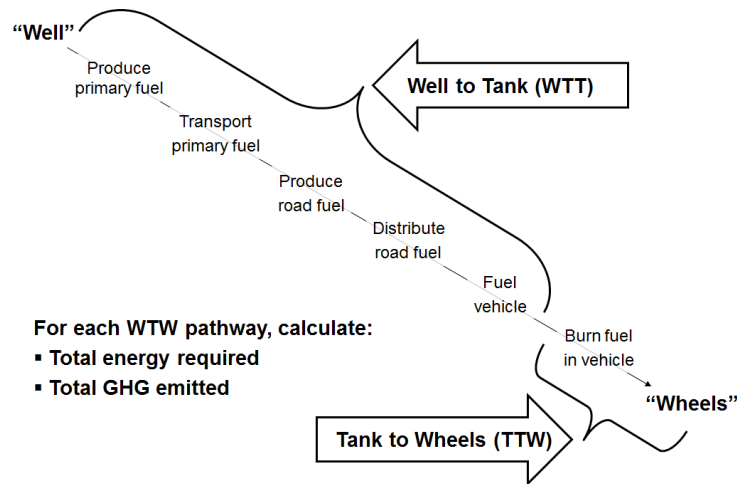 “Well”
Produce
primary fuel
Well to Tank (WTT)
Transport
primary fuel
Produce
road fuel
Distribute
road fuel
Fuel
vehicle
For each WTW pathway, calculate:
▪ Total energy required
▪ Total GHG emitted
Burn fuel
in vehicle
“Wheels”
Tank to Wheels (TTW)